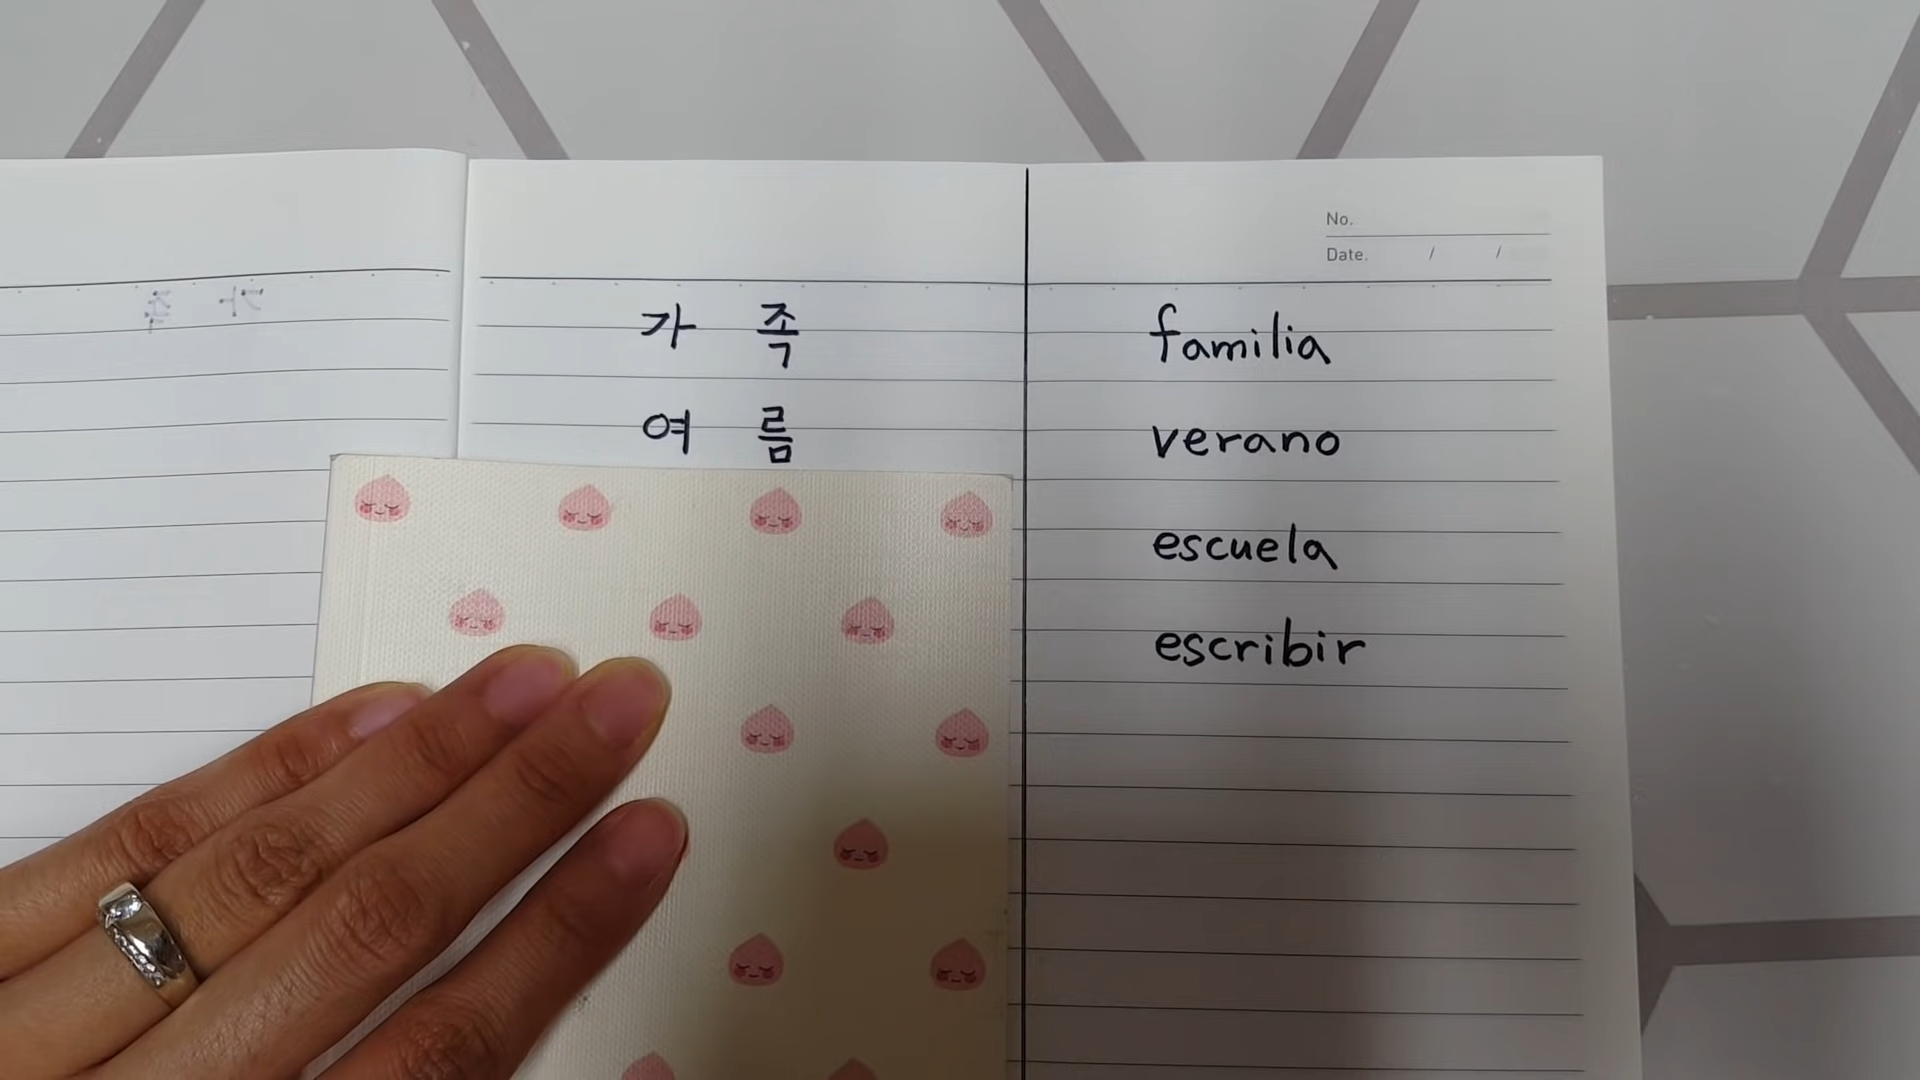 No.
Date. / /
가 족 familia
여 름 verano
escuela
escribir